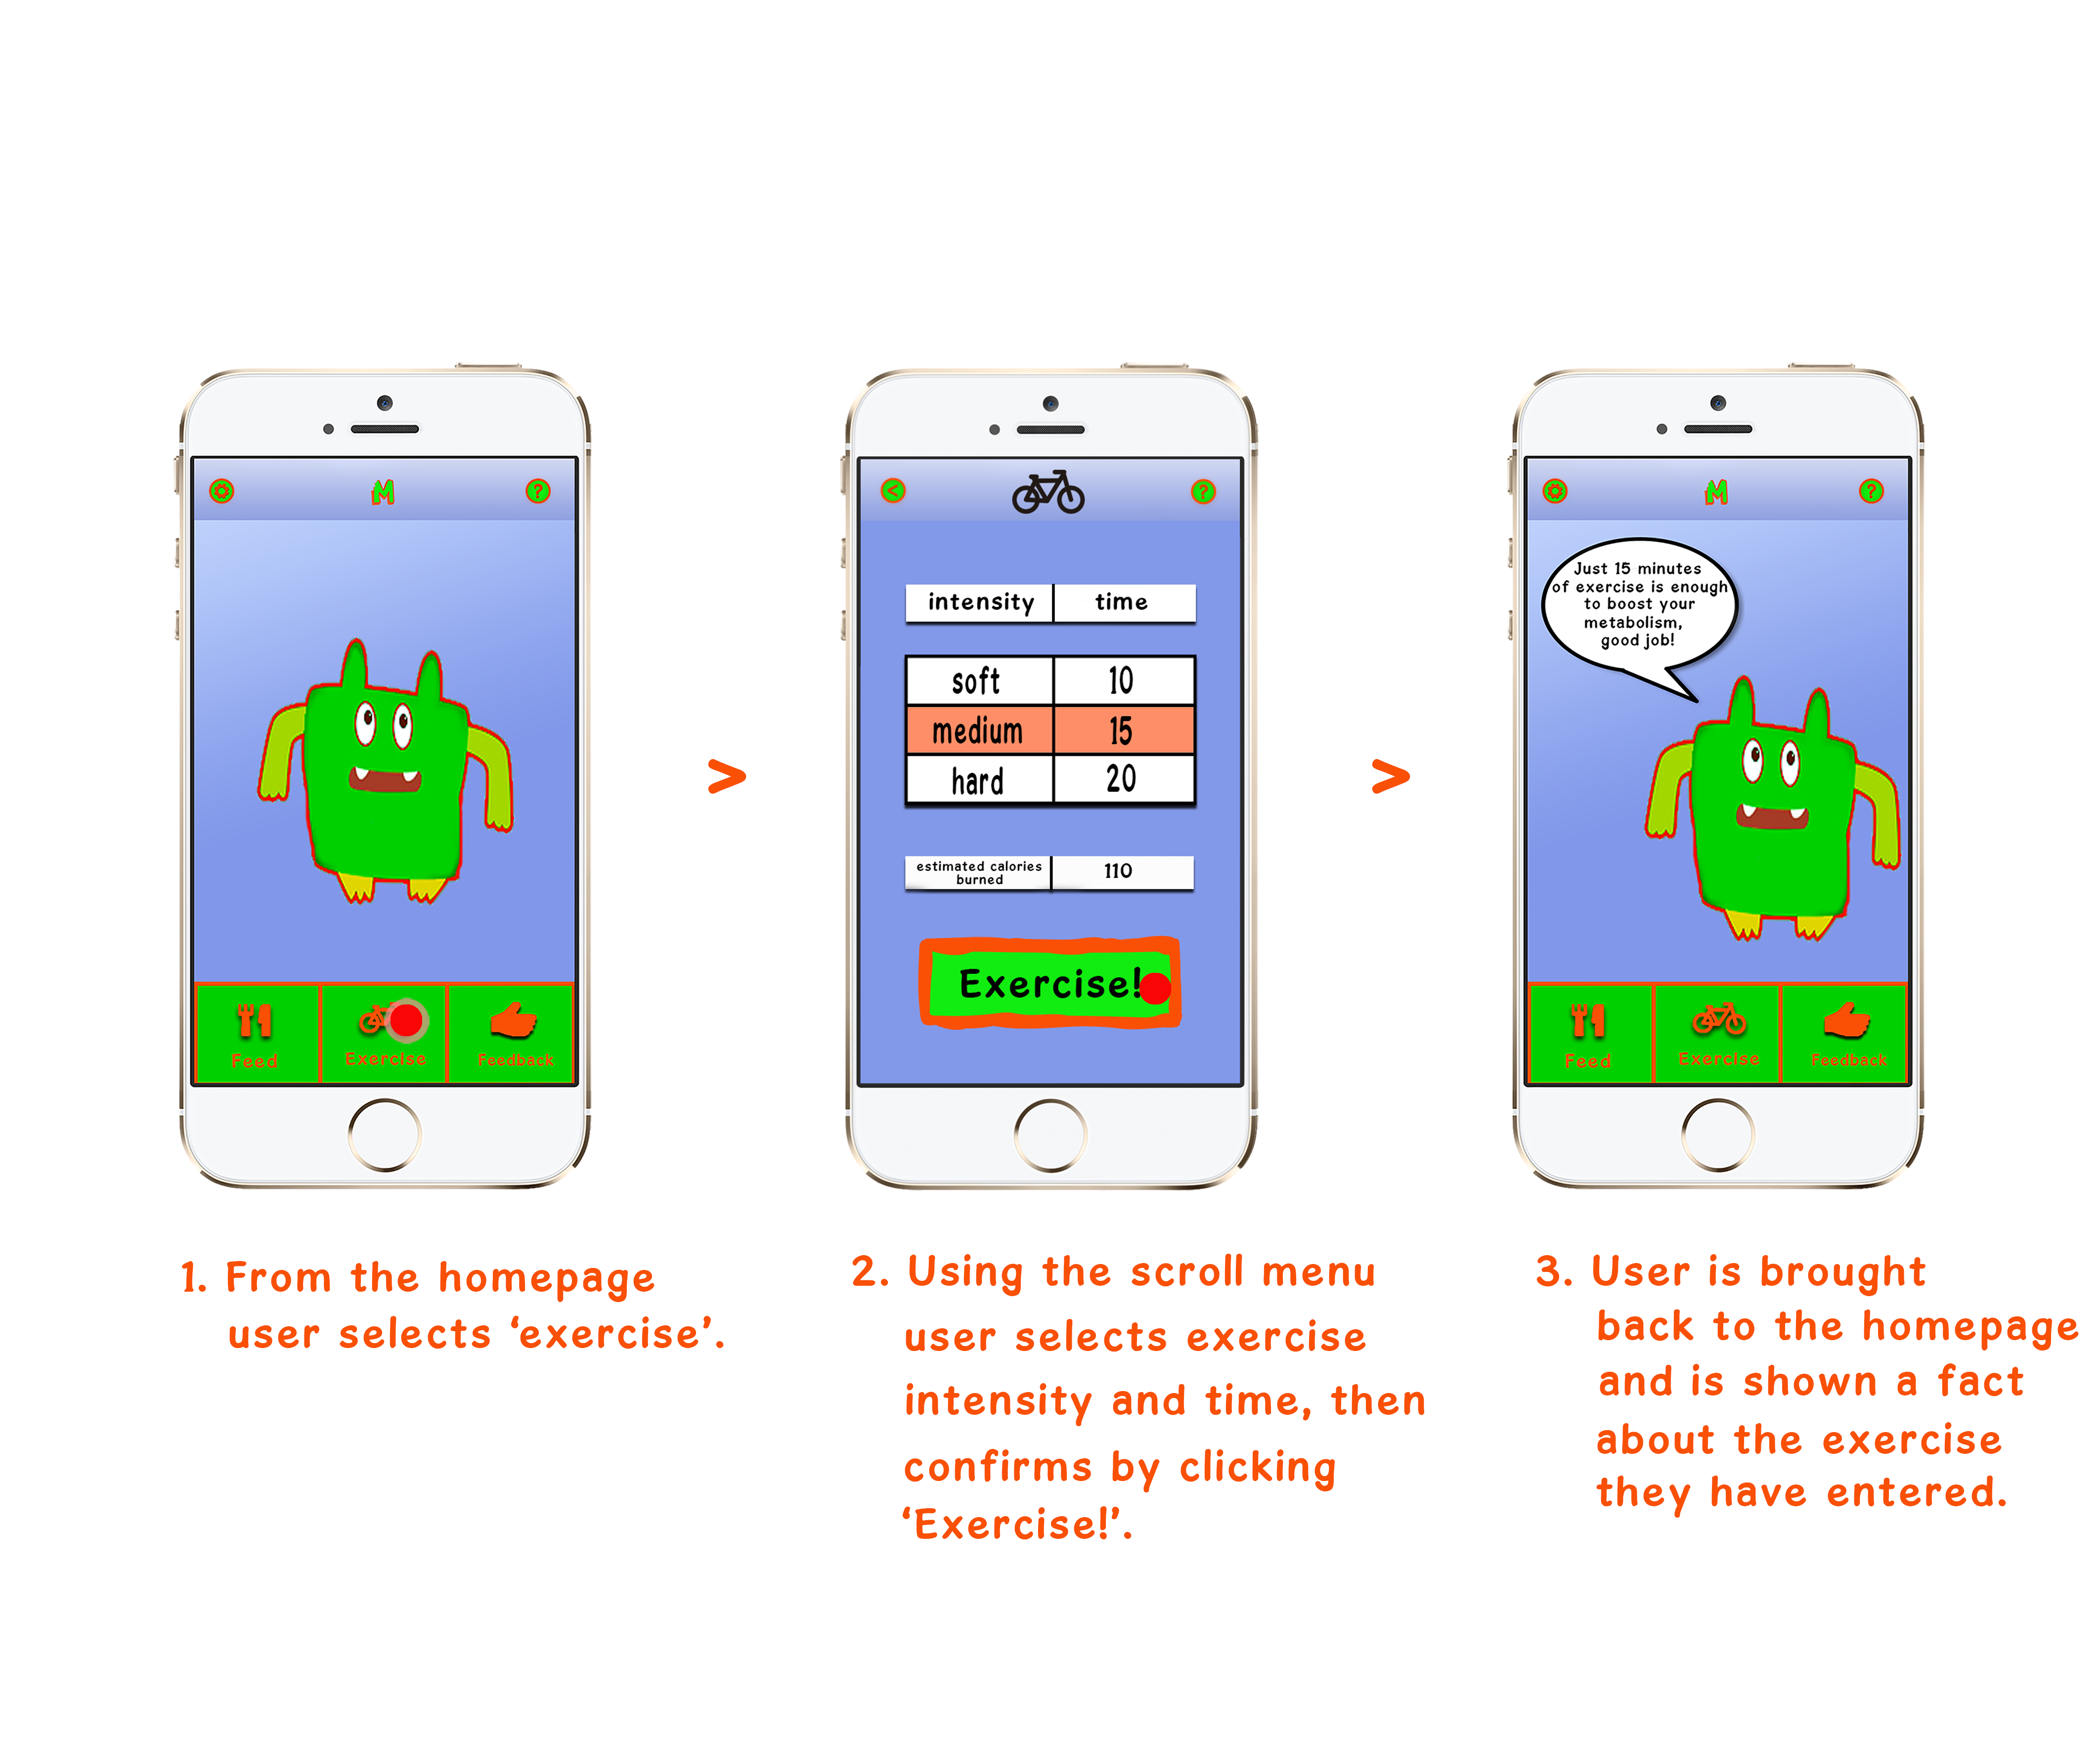 M
?
Feed
Exercise
Feedback
1. From the homepage
user selects ‘exercise’.
>
<
?
intensity time
soft 10
medium 15
hard 20
estimated calories
burned
110
Exercise!
2. Using the scroll menu
user selects exercise
intensity and time, then
confirms by clicking
‘Exercise!’.
>
M
?
Just 15 minutes
of exercise is enough
to boost your
metabolism,
good job!
Feed
Exercise
Feedback
3. User is brought
back to the homepage
and is shown a fact
about the exercise
they have entered.